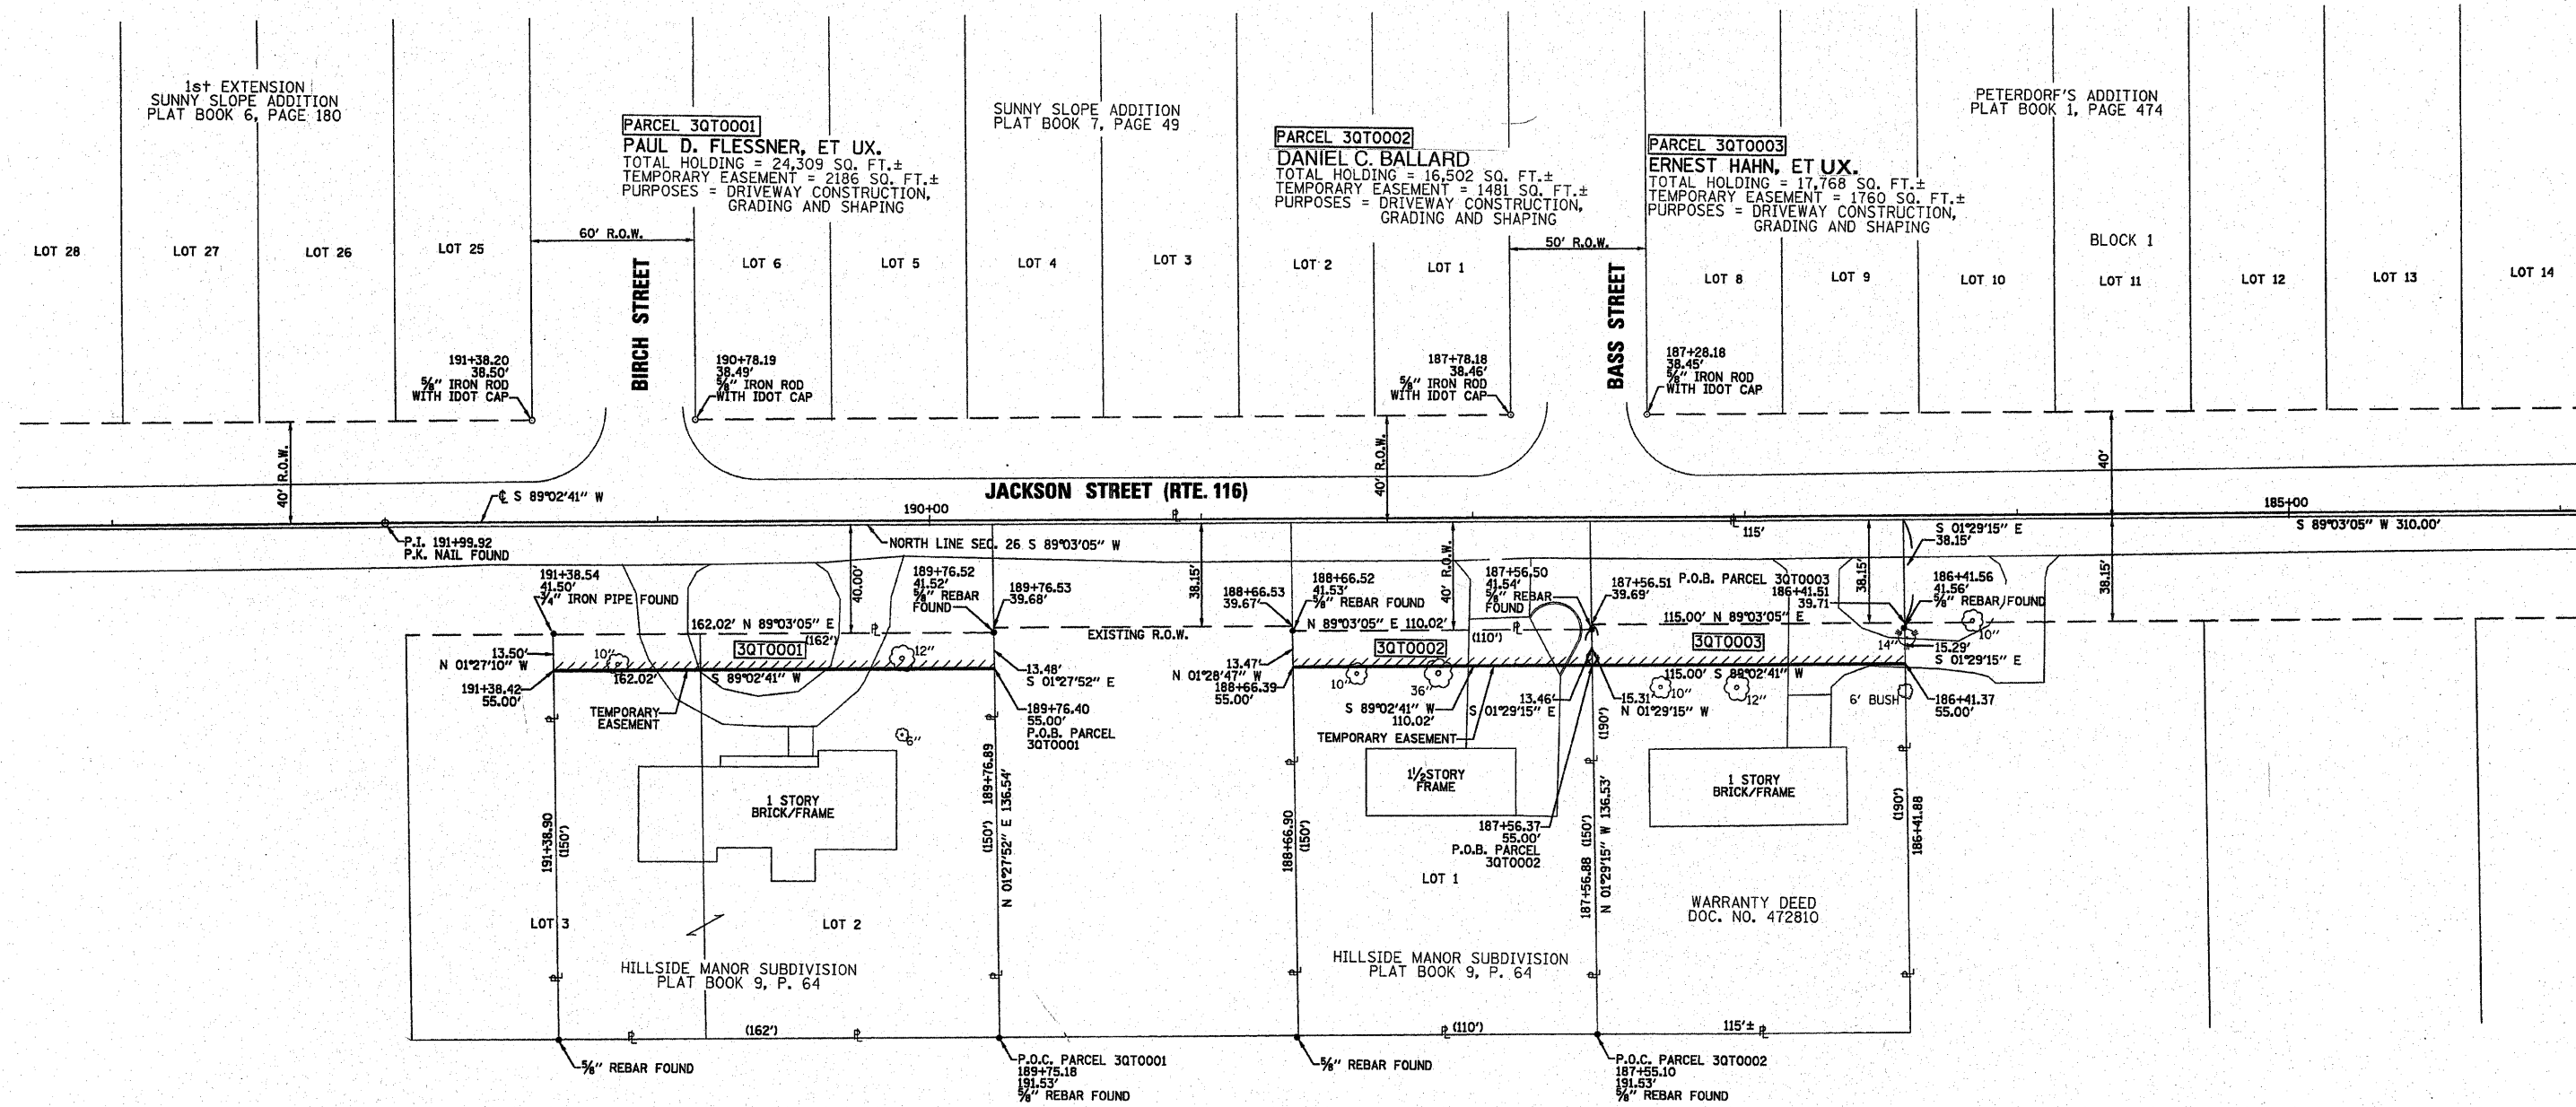 1st EXTENSION
SUNNY SLOPE ADDITION
PLAT BOOK 6, PAGE 180
PARCEL 3QT0001
PAUL D. FLESSNER, ET UX.
TOTAL HOLDING = 24,309 SQ. FT.±
TEMPORARY EASEMENT = 2186 SQ. FT.±
PURPOSES = DRIVEWAY CONSTRUCTION,
GRADING AND SHAPING
SUNNY SLOPE ADDITION
PLAT BOOK 7, PAGE 49
PARCEL 3QT0002
DANIEL C. BALLARD
TOTAL HOLDING = 16,502 SQ. FT.±
TEMPORARY EASEMENT = 1481 SQ. FT.±
PURPOSES = DRIVEWAY CONSTRUCTION,
GRADING AND SHAPING
PARCEL 3QT0003
ERNEST HAHN, ET UX.
TOTAL HOLDING = 17,768 SQ. FT.±
TEMPORARY EASEMENT = 1760 SQ. FT.±
PURPOSES = DRIVEWAY CONSTRUCTION,
GRADING AND SHAPING
PETERDORF'S ADDITION
PLAT BOOK 1, PAGE 474
BLOCK 1
LOT 28
LOT 27
LOT 26
LOT 25
60' R.O.W.
LOT 6
LOT 5
LOT 4
LOT 3
LOT 2
LOT 1
50' R.O.W.
LOT 8
LOT 9
LOT 10
LOT 11
LOT 12
LOT 13
LOT 14
BIRCH STREET
BASS STREET
191+38.20
38.50'
5/8" IRON ROD
WITH IDOT CAP
190+78.19
38.49'
5/8" IRON ROD
WITH IDOT CAP
187+78.18
38.46'
5/8" IRON ROD
WITH IDOT CAP
187+28.18
38.45'
5/8" IRON ROD
WITH IDOT CAP
40' R.O.W.
40' R.O.W.
40'
℄ S 89°02'41" W
JACKSON STREET (RTE. 116)
190+00
185+00
P.I. 191+99.92
P.K. NAIL FOUND
NORTH LINE SEC. 26 S 89°03'05" W
115'
S 01°29'15" E
38.15'
S 89°03'05" W 310.00'
191+38.54
41.50'
3/4" IRON PIPE FOUND
40.00'
189+76.52
41.52'
5/8" REBAR
FOUND
189+76.53
39.68'
38.15'
188+66.53
39.67'
188+66.52
41.53'
5/8" REBAR FOUND
40' R.O.W.
187+56.50
41.54'
5/8" REBAR
FOUND
187+56.51
39.69'
P.O.B. PARCEL 3QT0003
186+41.51
39.71
38.15'
186+41.56
41.56'
5/8" REBAR FOUND
38.15'
162.02' N 89°03'05" E
(162')
EXISTING R.O.W.
N 89°03'05" E 110.02'
(110')
115.00' N 89°03'05" E
10"
14"
13.50'
N 01°27'10" W
10"
3QT0001
12"
13.48'
S 01°27'52" E
13.47'
N 01°28'47" W
3QT0002
3QT0003
15.29'
S 01°29'15" E
191+38.42
55.00'
162.02'
S 89°02'41" W
188+66.39
55.00'
10"
36"
115.00' S 89°02'41" W
TEMPORARY
EASEMENT
189+76.40
55.00'
P.O.B. PARCEL
3QT0001
S 89°02'41" W
110.02'
S 01°29'15" E
13.46'
15.31
N 01°29'15" W
10"
12"
6' BUSH
186+41.37
55.00'
TEMPORARY EASEMENT
6"
1 STORY
BRICK/FRAME
1 1/2 STORY
FRAME
1 STORY
BRICK/FRAME
191+38.90
(150')
(150') 189+76.89
N 01°27'52" E 136.54'
188+66.90
(150')
187+56.37
55.00'
P.O.B. PARCEL
3QT0002
(190')
187+56.88 (150')
N 01°29'15" W 136.53'
(190')
186+41.88
LOT 3
LOT 2
LOT 1
WARRANTY DEED
DOC. NO. 472810
HILLSIDE MANOR SUBDIVISION
PLAT BOOK 9, P. 64
HILLSIDE MANOR SUBDIVISION
PLAT BOOK 9, P. 64
(162')
(110')
115'±
5/8" REBAR FOUND
P.O.C. PARCEL 3QT0001
189+75.18
191.53'
5/8" REBAR FOUND
5/8" REBAR FOUND
P.O.C. PARCEL 3QT0002
187+55.10
191.53'
5/8" REBAR FOUND